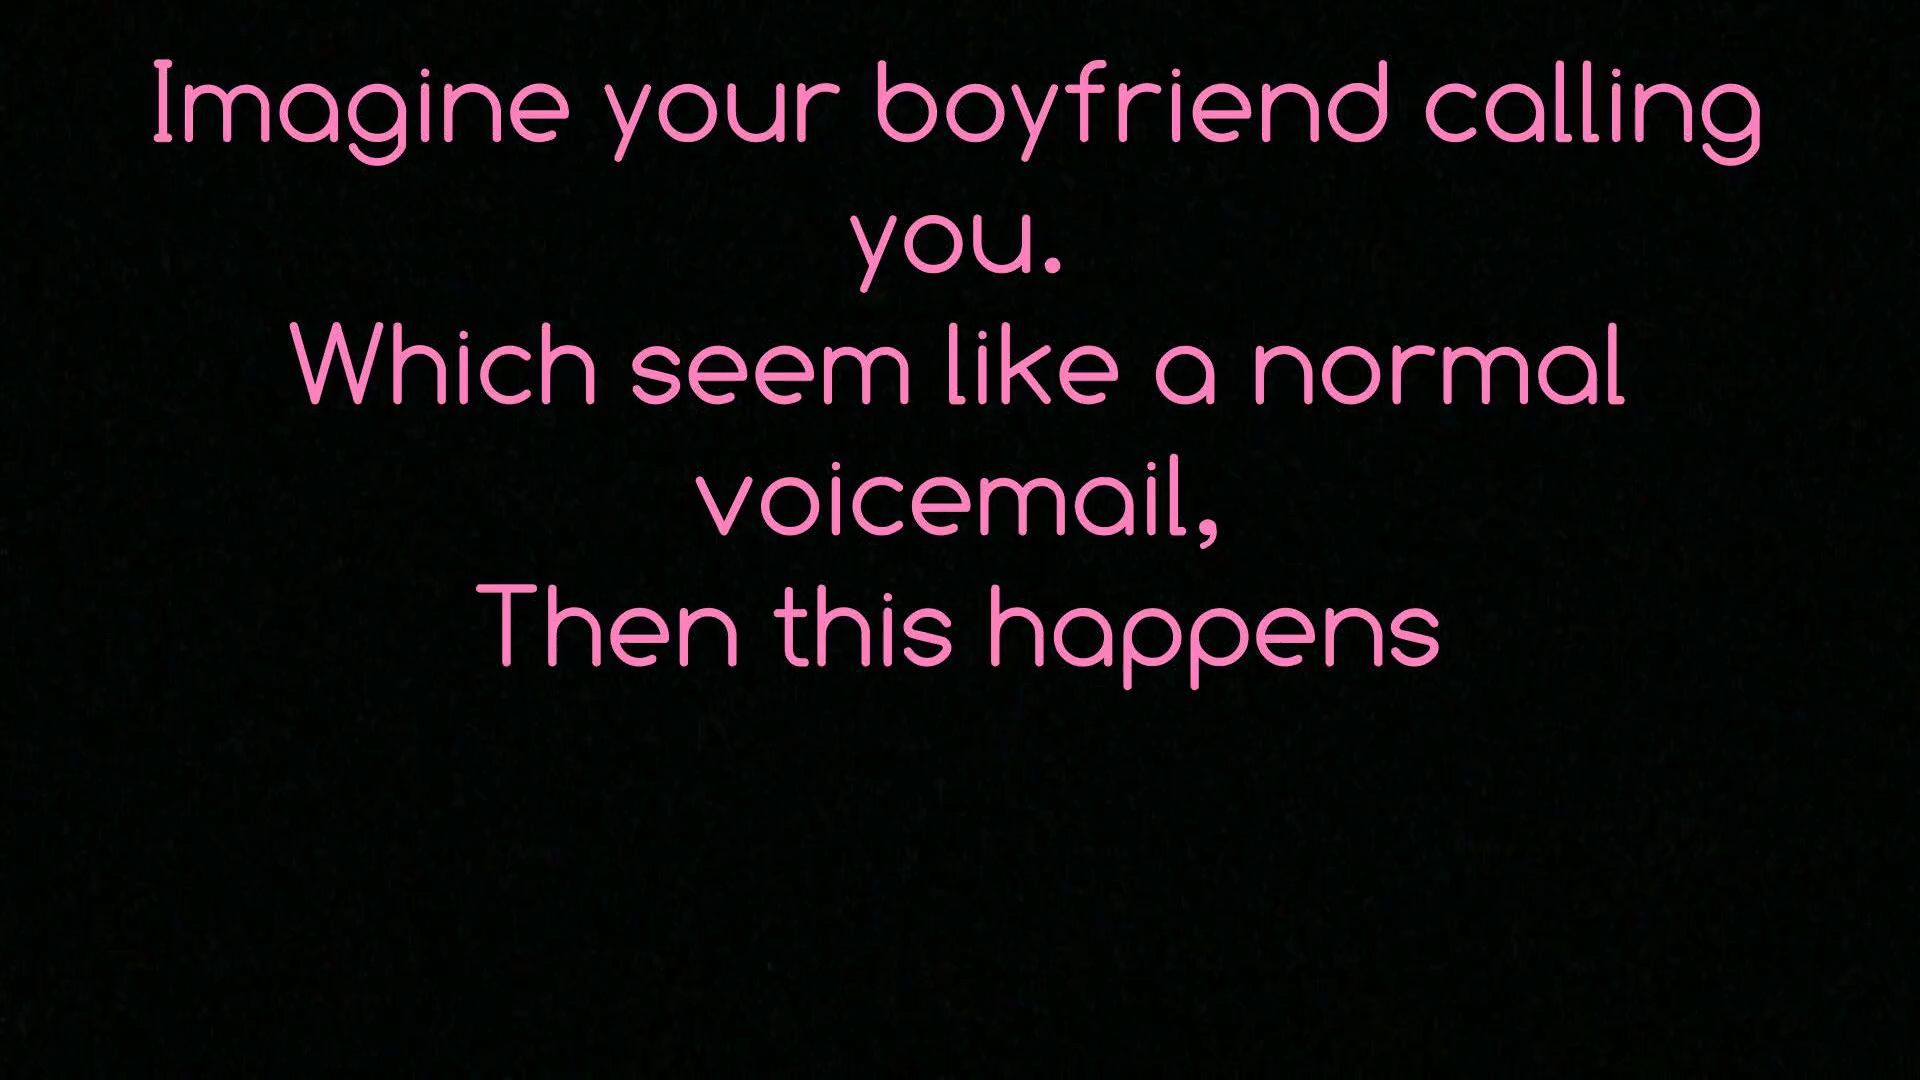 Imagine your boyfriend calling
you.
Which seem like a normal
voicemail,
Then this happens